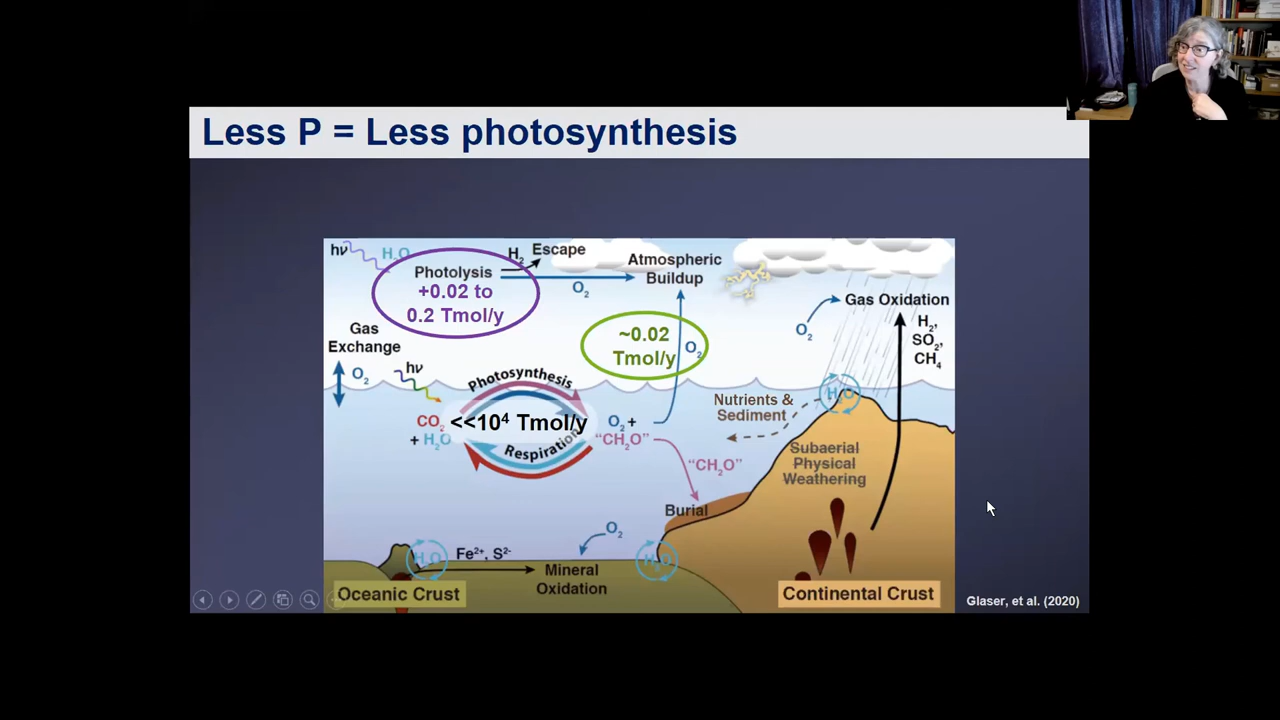 Less P = Less photosynthesis
hν
H₂O
H₂
Escape
Photolysis
+0.02 to
0.2 Tmol/y
O₂
Atmospheric
Buildup
Gas Oxidation
O₂
H₂,
SO₂,
CH₄
Gas
Exchange
O₂
~0.02
Tmol/y
O₂
hν
Photosynthesis
CO₂
+ H₂O
<<10⁴ Tmol/y
Respiration
O₂ +
“CH₂O”
Nutrients &
Sediment
H₂O
Subaerial
Physical
Weathering
“CH₂O”
Burial
O₂
H₂O
Fe²⁺, S²⁻
Mineral
Oxidation
H₂O
Oceanic Crust
Continental Crust
Glaser, et al. (2020)